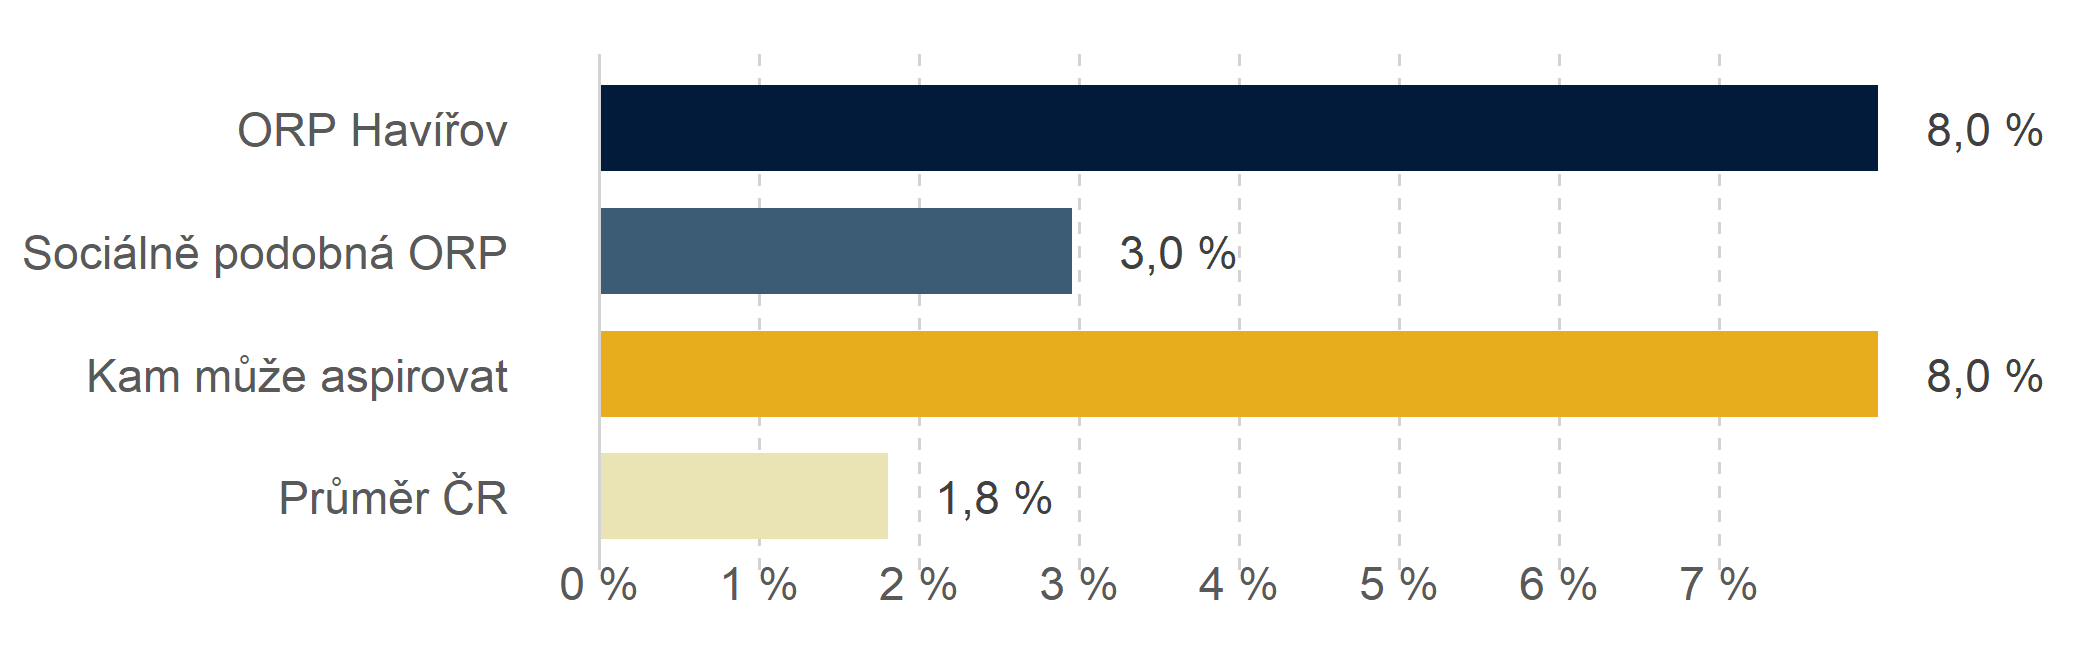 ORP Havířov 8,0 %
Sociálně podobná ORP 3,0 %
Kam může aspirovat 8,0 %
Průměr ČR 1,8 %
0 % 1 % 2 % 3 % 4 % 5 % 6 % 7 %